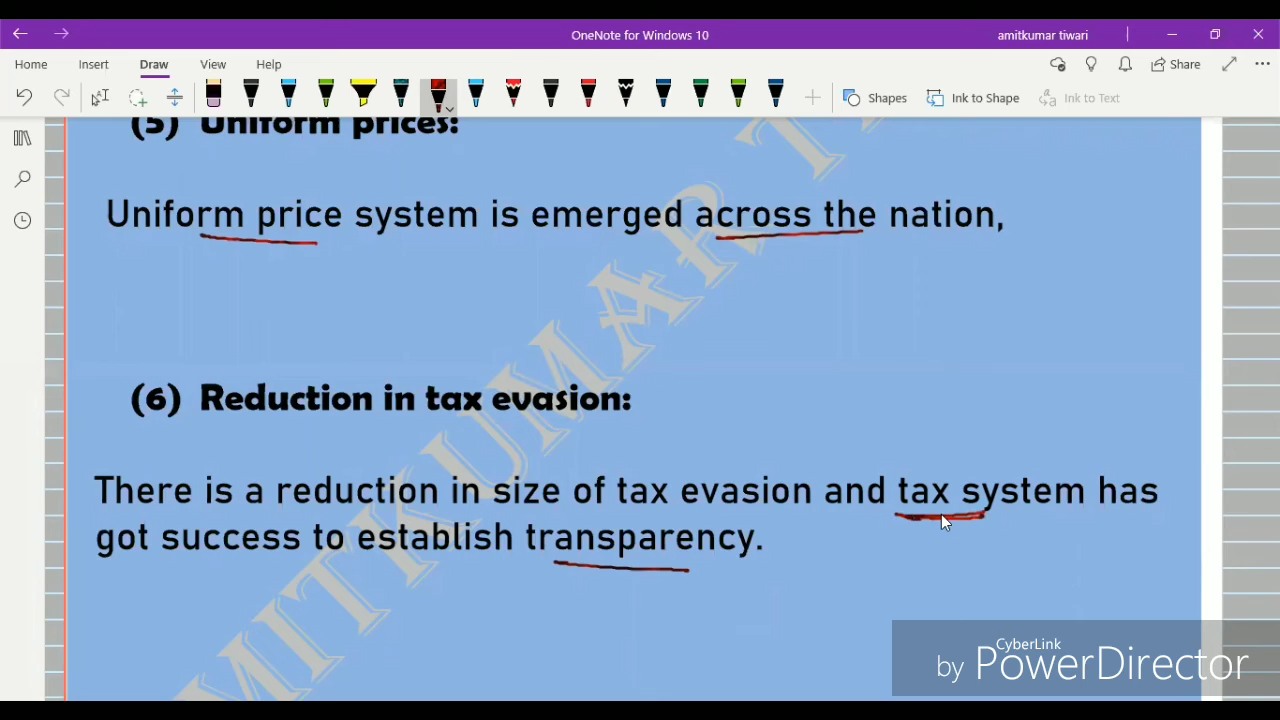 OneNote for Windows 10
amitkumar tiwari
Home Insert Draw View Help
Share
Shapes Ink to Shape Ink to Text
(5) Uniform prices:
Uniform price system is emerged across the nation,
(6) Reduction in tax evasion:
There is a reduction in size of tax evasion and tax system has
got success to establish transparency.
MITKUMAR T
CyberLink
by PowerDirector